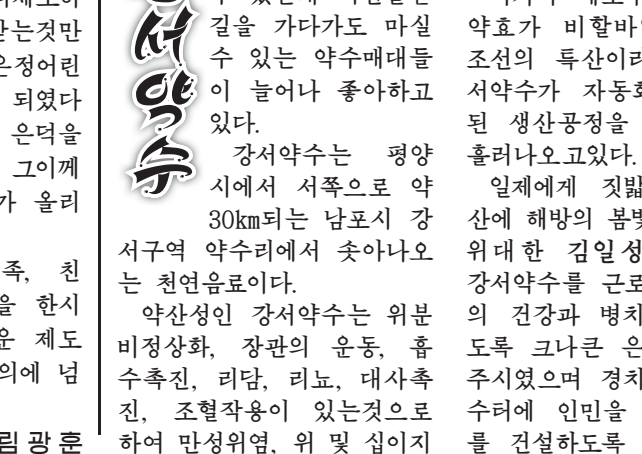 은정어린
되였다
은덕을
그이께
가 올리
족, 친
을 한시
운 제도
의에 넘
림광훈
강서약수
길을 가다가도 마실
수 있는 약수매대들
이 늘어나 좋아하고
있다.
강서약수는 평양
시에서 서쪽으로 약
30km되는 남포시 강
서구역 약수리에서 솟아나오
는 천연음료이다.
약산성인 강서약수는 위분
비정상화, 장관의 운동, 흡
수촉진, 리담, 리뇨, 대사촉
진, 조혈작용이 있는것으로
하여 만성위염, 위 및 십이지
약효가 비할바
조선의 특산이
서약수가 자동화
된 생산공정을
흘러나오고있다.
일제에게 짓밟
산에 해방의 봄빛
위대한 김일성
강서약수를 근로
의 건강과 병치
도록 크나큰 은
주시였으며 경치
수터에 인민을
를 건설하도록